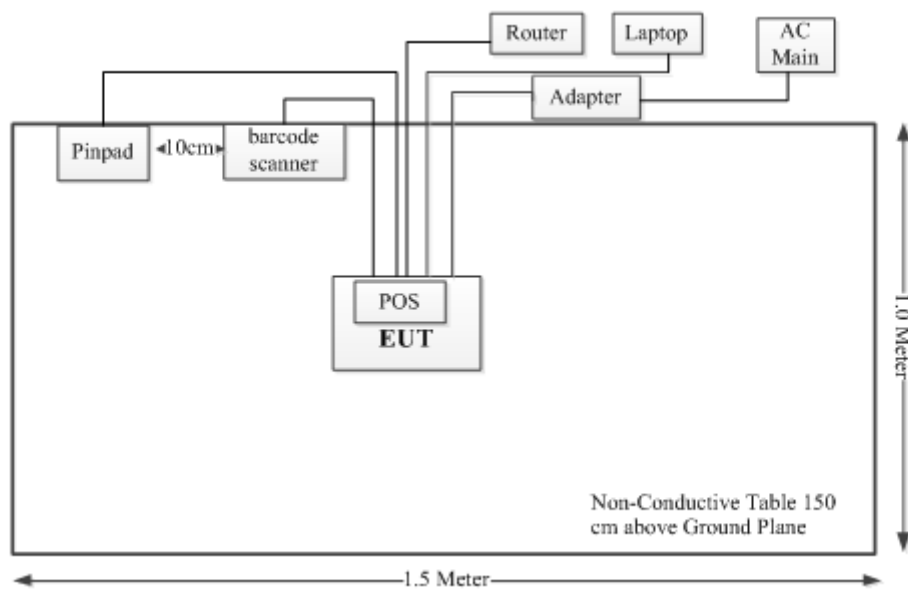 Router
Laptop
AC
Main
Adapter
Pinpad
10cm
barcode
scanner
POS
EUT
1.0 Meter
Non-Conductive Table 150
cm above Ground Plane
1.5 Meter